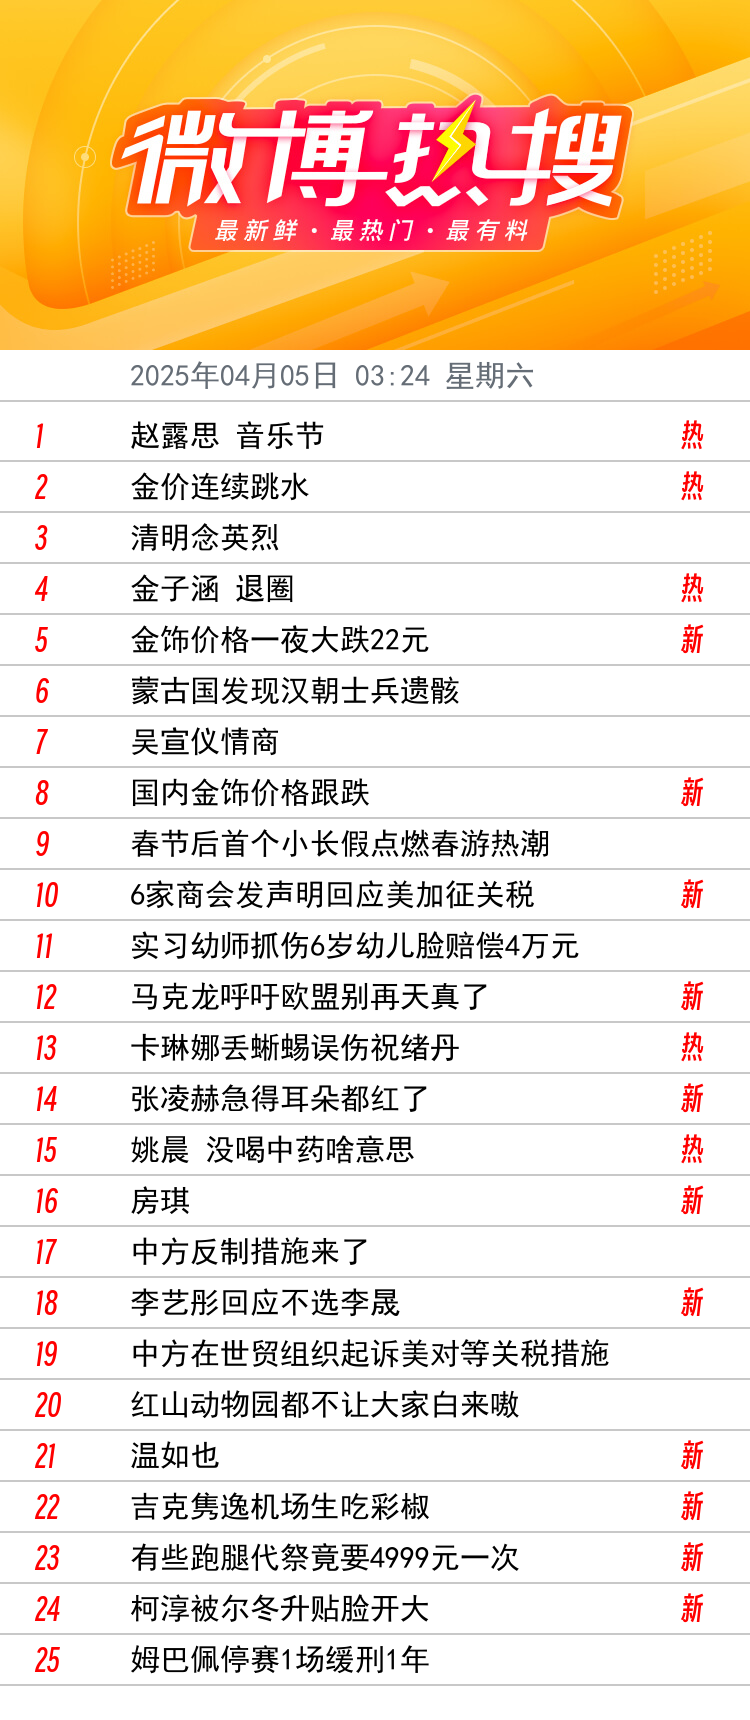 微博热搜
最新鲜·最热门·最有料
2025年04月05日 03:24 星期六
1 赵露思 音乐节 热
2 金价连续跳水 热
3 清明念英烈
4 金子涵 退圈 热
5 金饰价格一夜大跌22元 新
6 蒙古国发现汉朝士兵遗骸
7 吴宣仪情商
8 国内金饰价格跟跌 新
9 春节后首个小长假点燃春游热潮
10 6家商会发声明回应美加征关税 新
11 实习幼师抓伤6岁幼儿脸赔偿4万元
12 马克龙呼吁欧盟别再天真了 新
13 卡琳娜丢蜥蜴误伤祝绪丹 热
14 张凌赫急得耳朵都红了 新
15 姚晨 没喝中药啥意思 热
16 房琪 新
17 中方反制措施来了
18 李艺彤回应不选李晟 新
19 中方在世贸组织起诉美对等关税措施
20 红山动物园都不让大家白来嗷
21 温如也 新
22 吉克隽逸机场生吃彩椒 新
23 有些跑腿代祭竟要4999元一次 新
24 柯淳被尔冬升贴脸开大 新
25 姆巴佩停赛1场缓刑1年